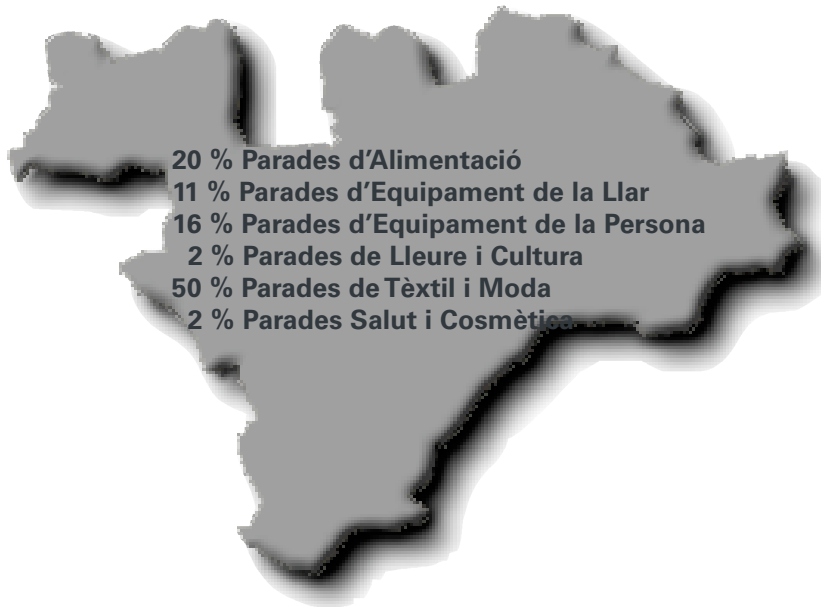 20 % Parades d’Alimentació
11 % Parades d’Equipament de la Llar
16 % Parades d’Equipament de la Persona
2 % Parades de Lleure i Cultura
50 % Parades de Tèxtil i Moda
2 % Parades Salut i Cosmètica